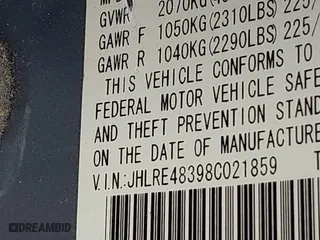 GVWR 2070KG(
GAWR F 1050KG(2310LBS) 225/
GAWR R 1040KG(2290LBS) 225/
THIS VEHICLE CONFORMS TO
FEDERAL MOTOR VEHICLE SAFE
AND THEFT PREVENTION STAND
ON THE DATE OF MANUFACTURE
V.I.N.:JHLRE48398C021859 T
DREAMBID